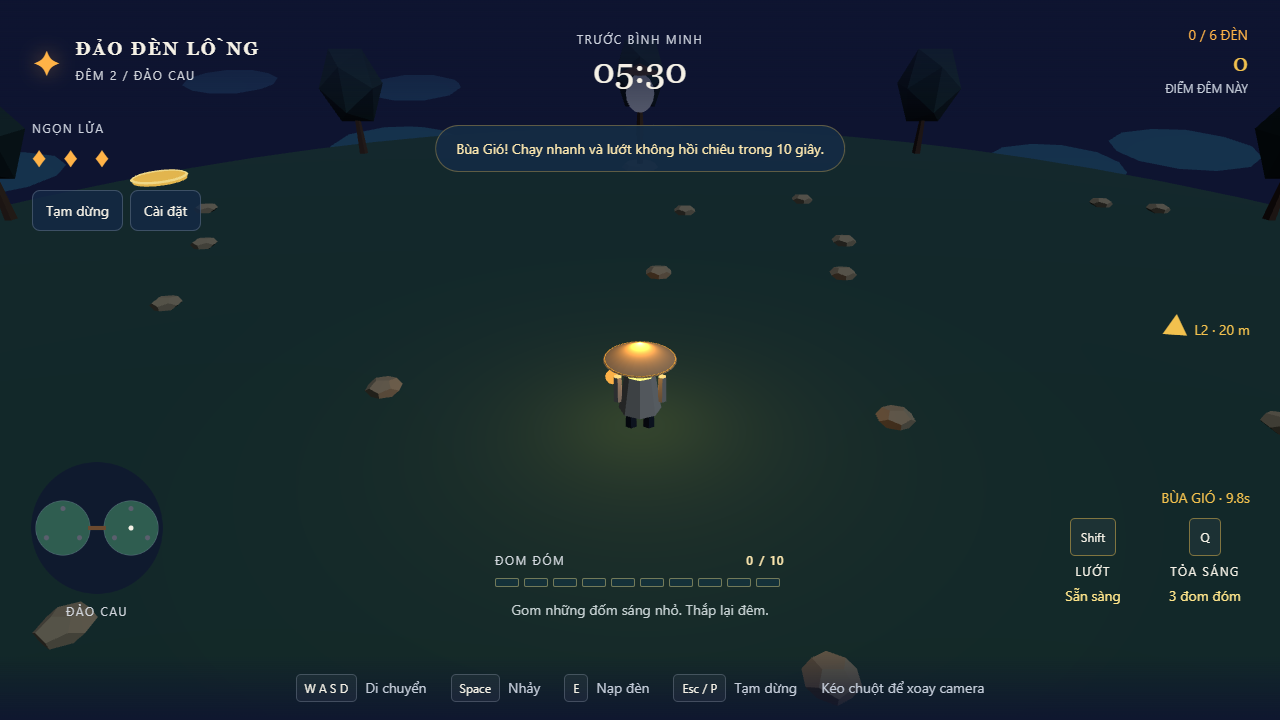 ĐẢO ĐÈN LỒNG
ĐÊM 2 / ĐẢO CAU
TRƯỚC BÌNH MINH
05:30
0 / 6 ĐÈN
0
ĐIỂM ĐÊM NÀY
NGỌN LỬA
Bùa Gió! Chạy nhanh và lướt không hồi chiêu trong 10 giây.
Tạm dừng
Cài đặt
L2 · 20 m
BÙA GIÓ · 9.8s
Shift
Q
LƯỚT
TỎA SÁNG
Sẵn sàng
3 đom đóm
ĐOM ĐÓM
0 / 10
Gom những đốm sáng nhỏ. Thắp lại đêm.
ĐẢO CAU
W A S D Di chuyển Space Nhảy E Nạp đèn Esc / P Tạm dừng Kéo chuột để xoay camera